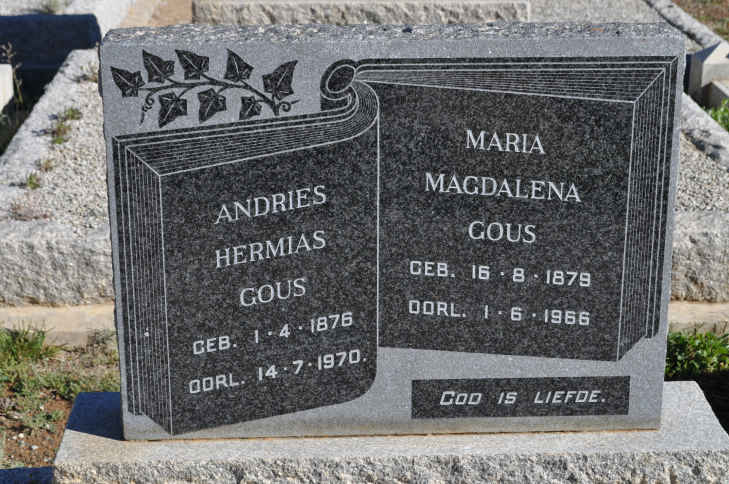 ANDRIES
HERMIAS
GOUS
GEB. 1·4·1876
OORL. 14·7·1970.
MARIA
MAGDALENA
GOUS
GEB. 16·8·1879
OORL. 1·6·1966
GOD IS LIEFDE.